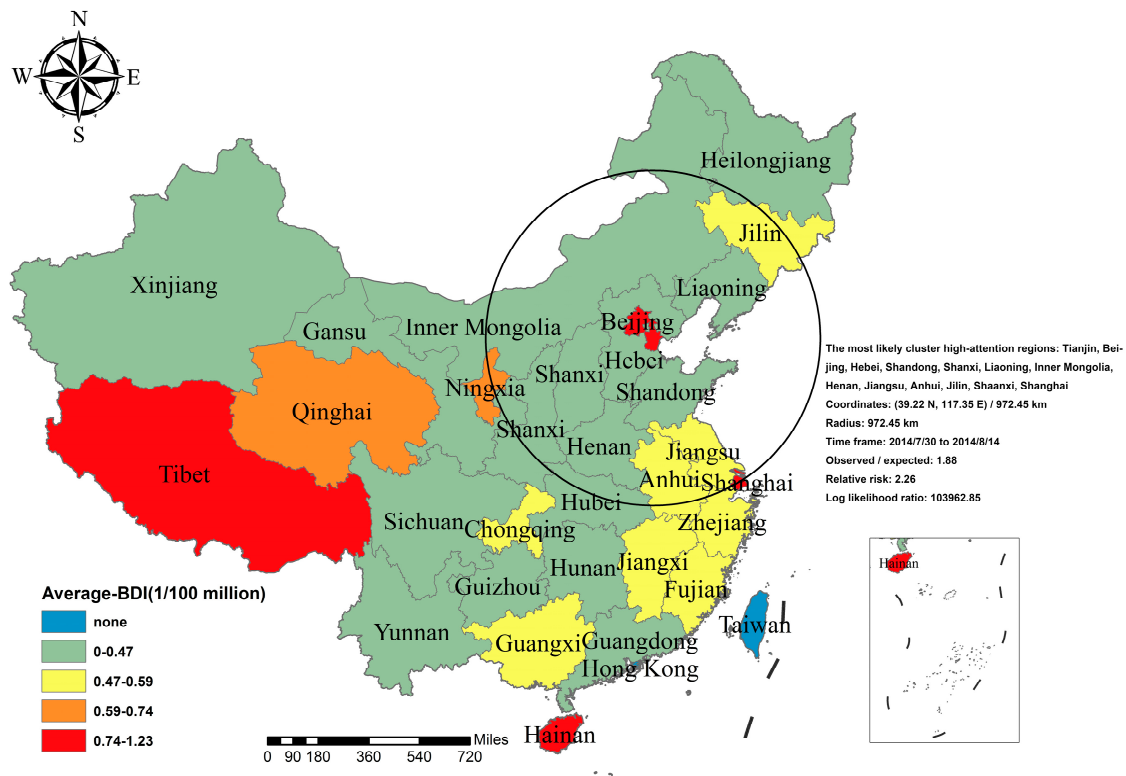 N
W
E
S
Heilongjiang
Jilin
Xinjiang
Liaoning
Gansu
Inner Mongolia
Beijing
Hebei
Shanxi
Ningxia
Shandong
Qinghai
Shanxi
Henan
Jiangsu
Tibet
Anhui
Shanghai
Hubei
Sichuan
Chongqing
Zhejiang
Hunan
Jiangxi
Guizhou
Fujian
Yunnan
Guangxi
Guangdong
Taiwan
Hong Kong
Hainan
The most likely cluster high-attention regions: Tianjin, Bei-
jing, Hebei, Shandong, Shanxi, Liaoning, Inner Mongolia,
Henan, Jiangsu, Anhui, Jilin, Shaanxi, Shanghai
Coordinates: (39.22 N, 117.35 E) / 972.45 km
Radius: 972.45 km
Time frame: 2014/7/30 to 2014/8/14
Observed / expected: 1.88
Relative risk: 2.26
Log likelihood ratio: 103962.85
Hainan
Average-BDI(1/100 million)
none
0-0.47
0.47-0.59
0.59-0.74
0.74-1.23
Miles
0 90 180 360 540 720